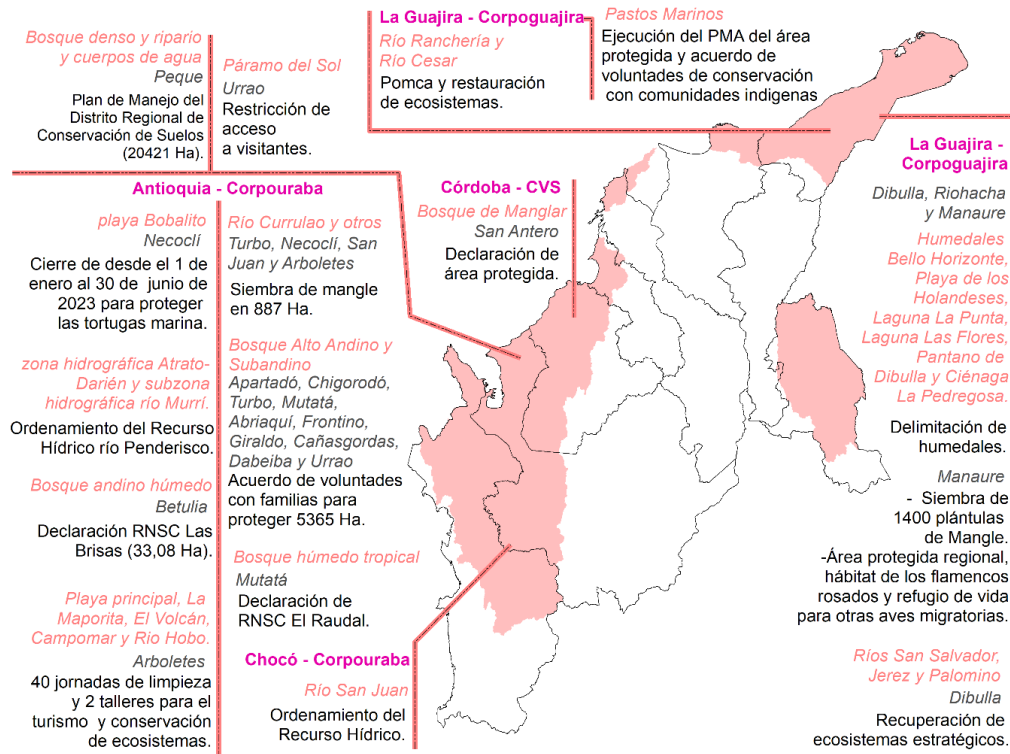 Bosque denso y ripario
y cuerpos de agua
Peque
Plan de Manejo del
Distrito Regional de
Conservación de Suelos
(20421 Ha).
Páramo del Sol
Urrao
Restricción de
acceso
a visitantes.
La Guajira - Corpoguajira
Río Ranchería y
Río Cesar
Pomca y restauración
de ecosistemas.
Pastos Marinos
Ejecución del PMA del área
protegida y acuerdo de
voluntades de conservación
con comunidades indigenas
Antioquia - Corpouraba
playa Bobalito
Necoclí
Cierre de desde el 1 de
enero al 30 de junio de
2023 para proteger
las tortugas marina.
zona hidrográfica Atrato-
Darién y subzona
hidrográfica río Murrí.
Ordenamiento del Recurso
Hídrico río Penderisco.
Bosque andino húmedo
Betulia
Declaración RNSC Las
Brisas (33,08 Ha).
Playa principal, La
Maporita, El Volcán,
Campomar y Rio Hobo.
Arboletes
40 jornadas de limpieza
y 2 talleres para el
turismo y conservación
de ecosistemas.
Río Currulao y otros
Turbo, Necoclí, San
Juan y Arboletes
Siembra de mangle
en 887 Ha.
Bosque Alto Andino y
Subandino
Apartadó, Chigorodó,
Turbo, Mutatá,
Abriaquí, Frontino,
Giraldo, Cañasgordas,
Dabeiba y Urrao
Acuerdo de voluntades
con familias para
proteger 5365 Ha.
Bosque húmedo tropical
Mutatá
Declaración de
RNSC El Raudal.
Chocó - Corpouraba
Río San Juan
Ordenamiento del
Recurso Hídrico.
Córdoba - CVS
Bosque de Manglar
San Antero
Declaración de
área protegida.
La Guajira -
Corpoguajira
Dibulla, Riohacha
y Manaure
Humedales
Bello Horizonte,
Playa de los
Holandeses,
Laguna La Punta,
Laguna Las Flores,
Pantano de
Dibulla y Ciénaga
La Pedregosa.
Delimitación de
humedales.
Manaure
- Siembra de
1400 plántulas
de Mangle.
-Área protegida regional,
hábitat de los flamencos
rosados y refugio de vida
para otras aves migratorias.
Ríos San Salvador,
Jerez y Palomino
Dibulla
Recuperación de
ecosistemas estratégicos.